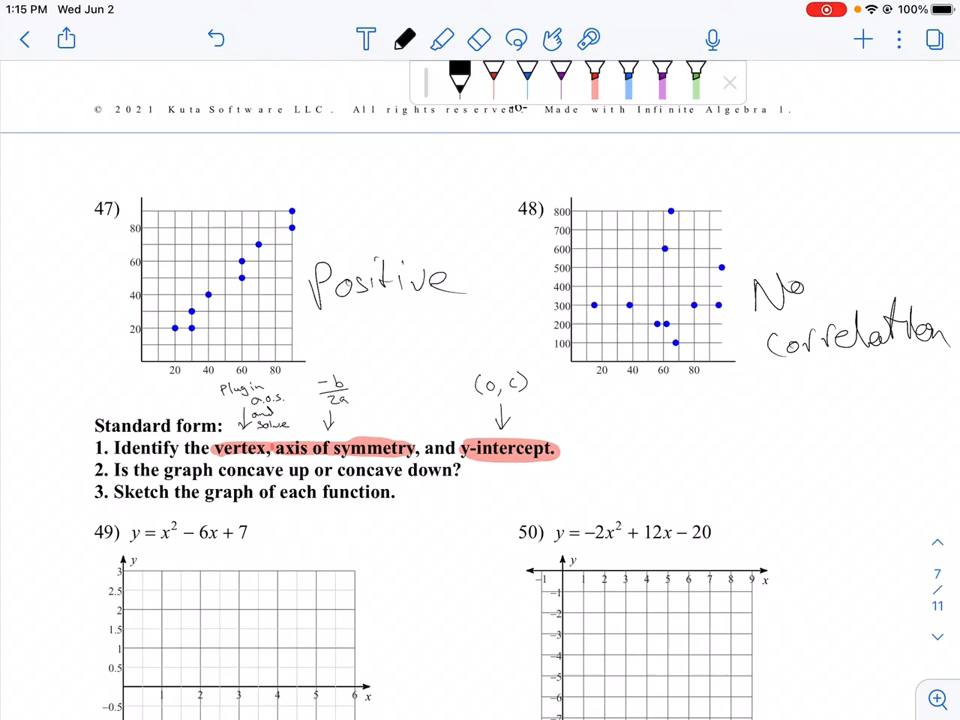 1:15 PM Wed Jun 2
100%
© 2021 Kuta Software LLC. All rights reserved. Made with Infinite Algebra 1.
47)
80
60
40
20
20 40 60 80
Positive
48)
800
700
600
500
400
300
200
100
20 40 60 80
No
correlation
Plug in
a.o.s.
and
solve
-b
2a
(0, c)
Standard form:
1. Identify the vertex, axis of symmetry, and y-intercept.
2. Is the graph concave up or concave down?
3. Sketch the graph of each function.
49) y = x² − 6x + 7
y
3
2.5
2
1.5
1
0.5
−0.5
1 2 3 4 5 6 x
50) y = −2x² + 12x − 20
y
−1 1 2 3 4 5 6 7 8 9 x
−1
−2
−3
−4
−5
−6
−7
7
/
11